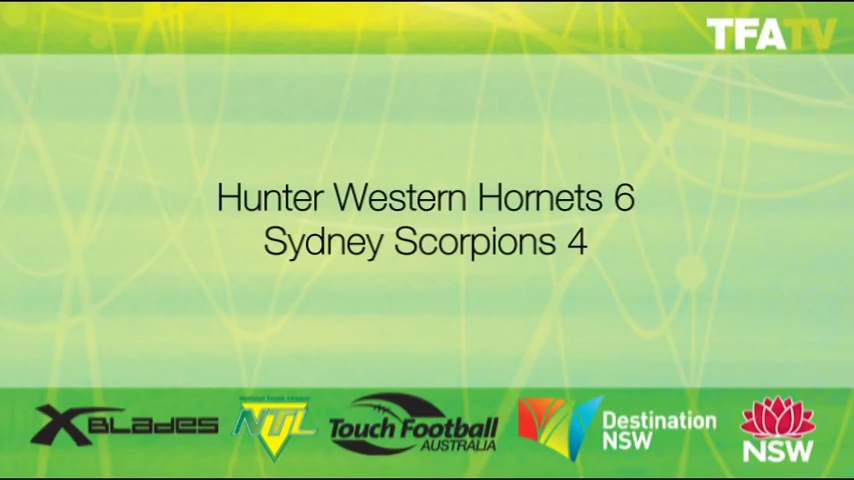 TFATV
Hunter Western Hornets 6
Sydney Scorpions 4
XBLADES
NTL
Touch Football
AUSTRALIA
Destination
NSW
NSW